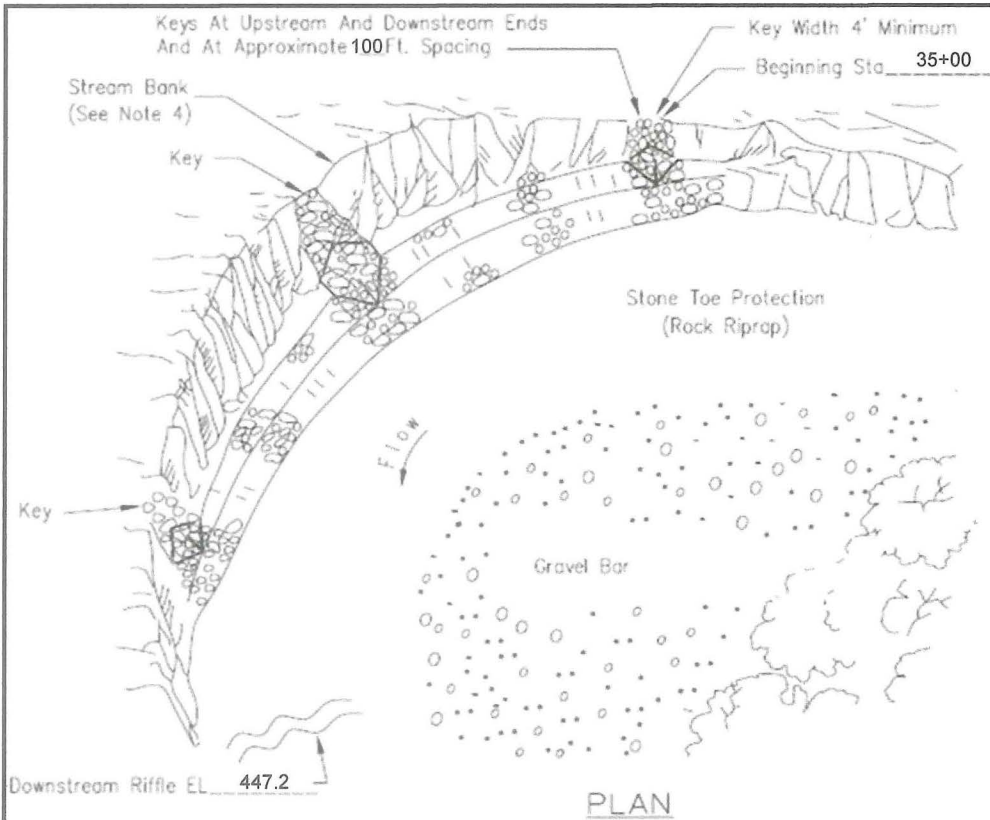 Keys At Upstream And Downstream Ends
And At Approximate 100 Ft. Spacing
Key Width 4' Minimum
Beginning Sta 35+00
Stream Bank
(See Note 4)
Key
Stone Toe Protection
(Rock Riprap)
Flow
Key
Gravel Bar
Downstream Riffle EL 447.2
PLAN